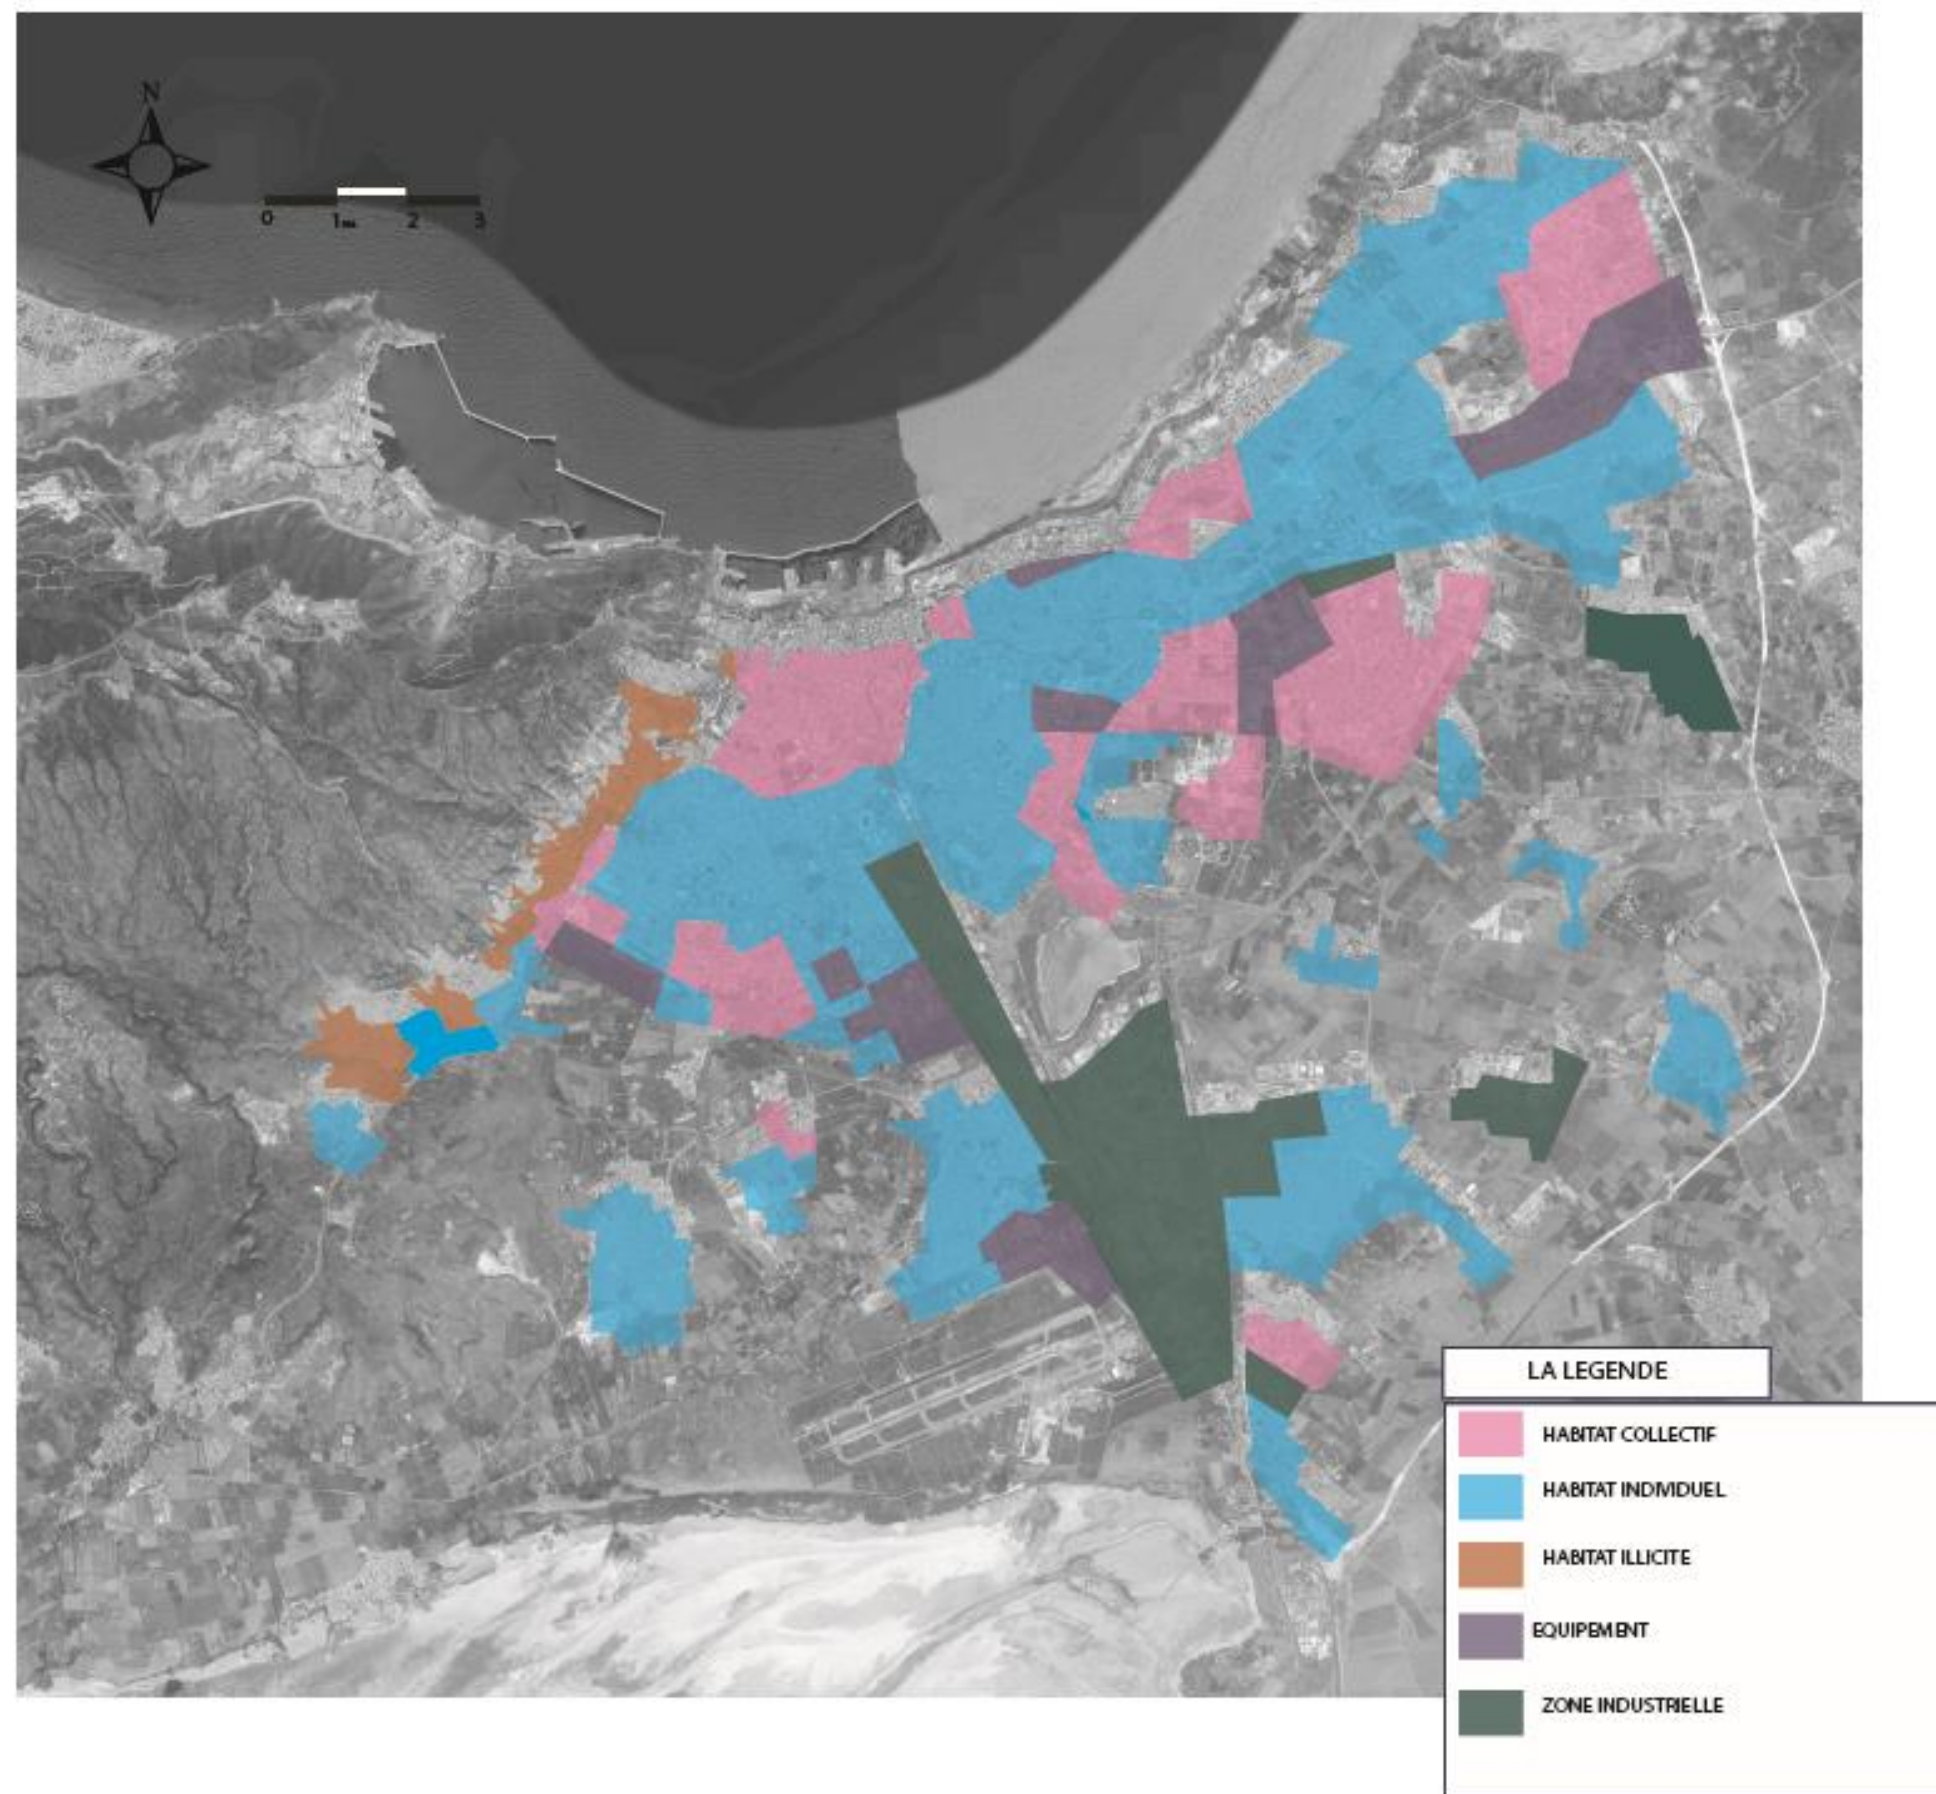 N
0 1 2 3
LA LEGENDE
HABITAT COLLECTIF
HABITAT INDIVIDUEL
HABITAT ILLICITE
EQUIPEMENT
ZONE INDUSTRIELLE